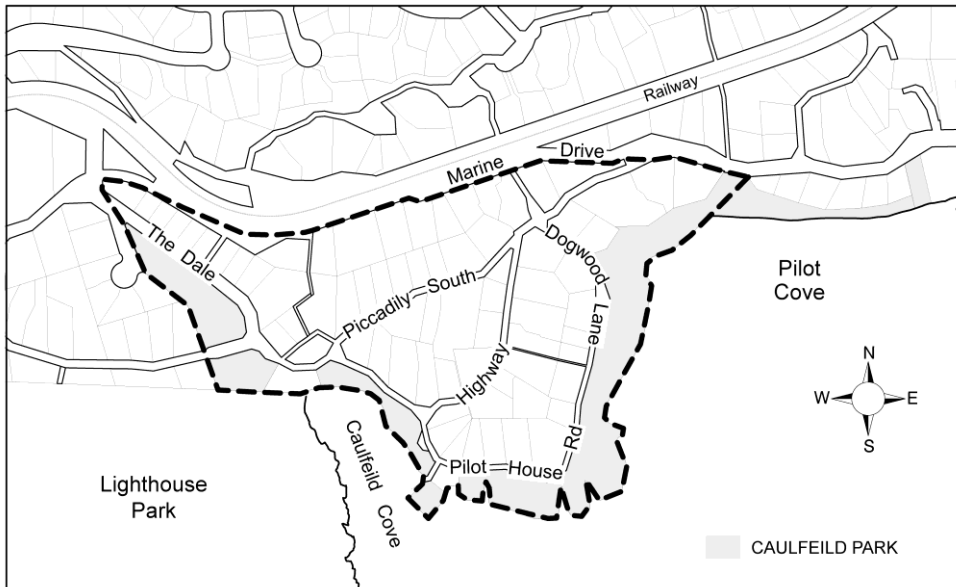 Railway
Marine Drive
The Dale
Dogwood Lane
Piccadily South
Pilot
Cove
Highway
N
W E
S
Pilot House Rd
Caulfeild Cove
Lighthouse
Park
CAULFEILD PARK